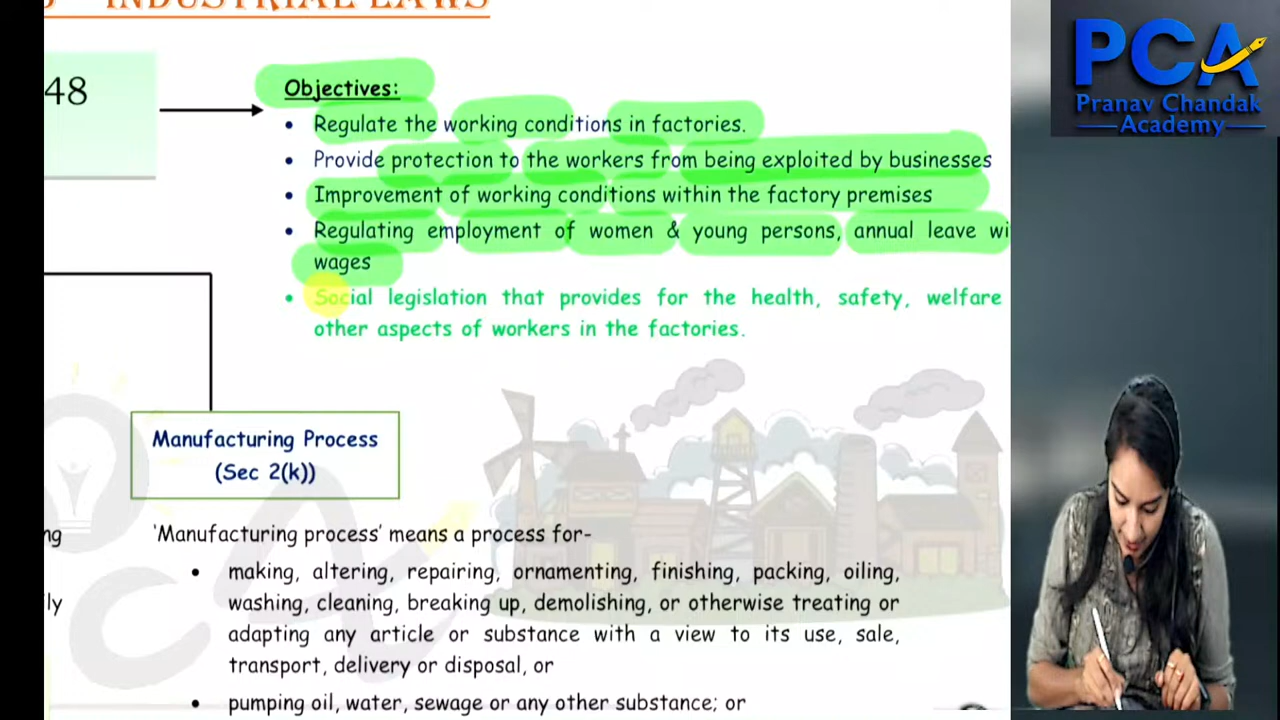 INDUSTRIAL LAWS
48
Objectives:
• Regulate the working conditions in factories.
• Provide protection to the workers from being exploited by businesses
• Improvement of working conditions within the factory premises
• Regulating employment of women & young persons, annual leave wi
wages
• Social legislation that provides for the health, safety, welfare
other aspects of workers in the factories.
Manufacturing Process
(Sec 2(k))
ng
'Manufacturing process' means a process for-
• making, altering, repairing, ornamenting, finishing, packing, oiling,
ly
washing, cleaning, breaking up, demolishing, or otherwise treating or
adapting any article or substance with a view to its use, sale,
transport, delivery or disposal, or
• pumping oil, water, sewage or any other substance; or
PCA
Pranav Chandak
Academy